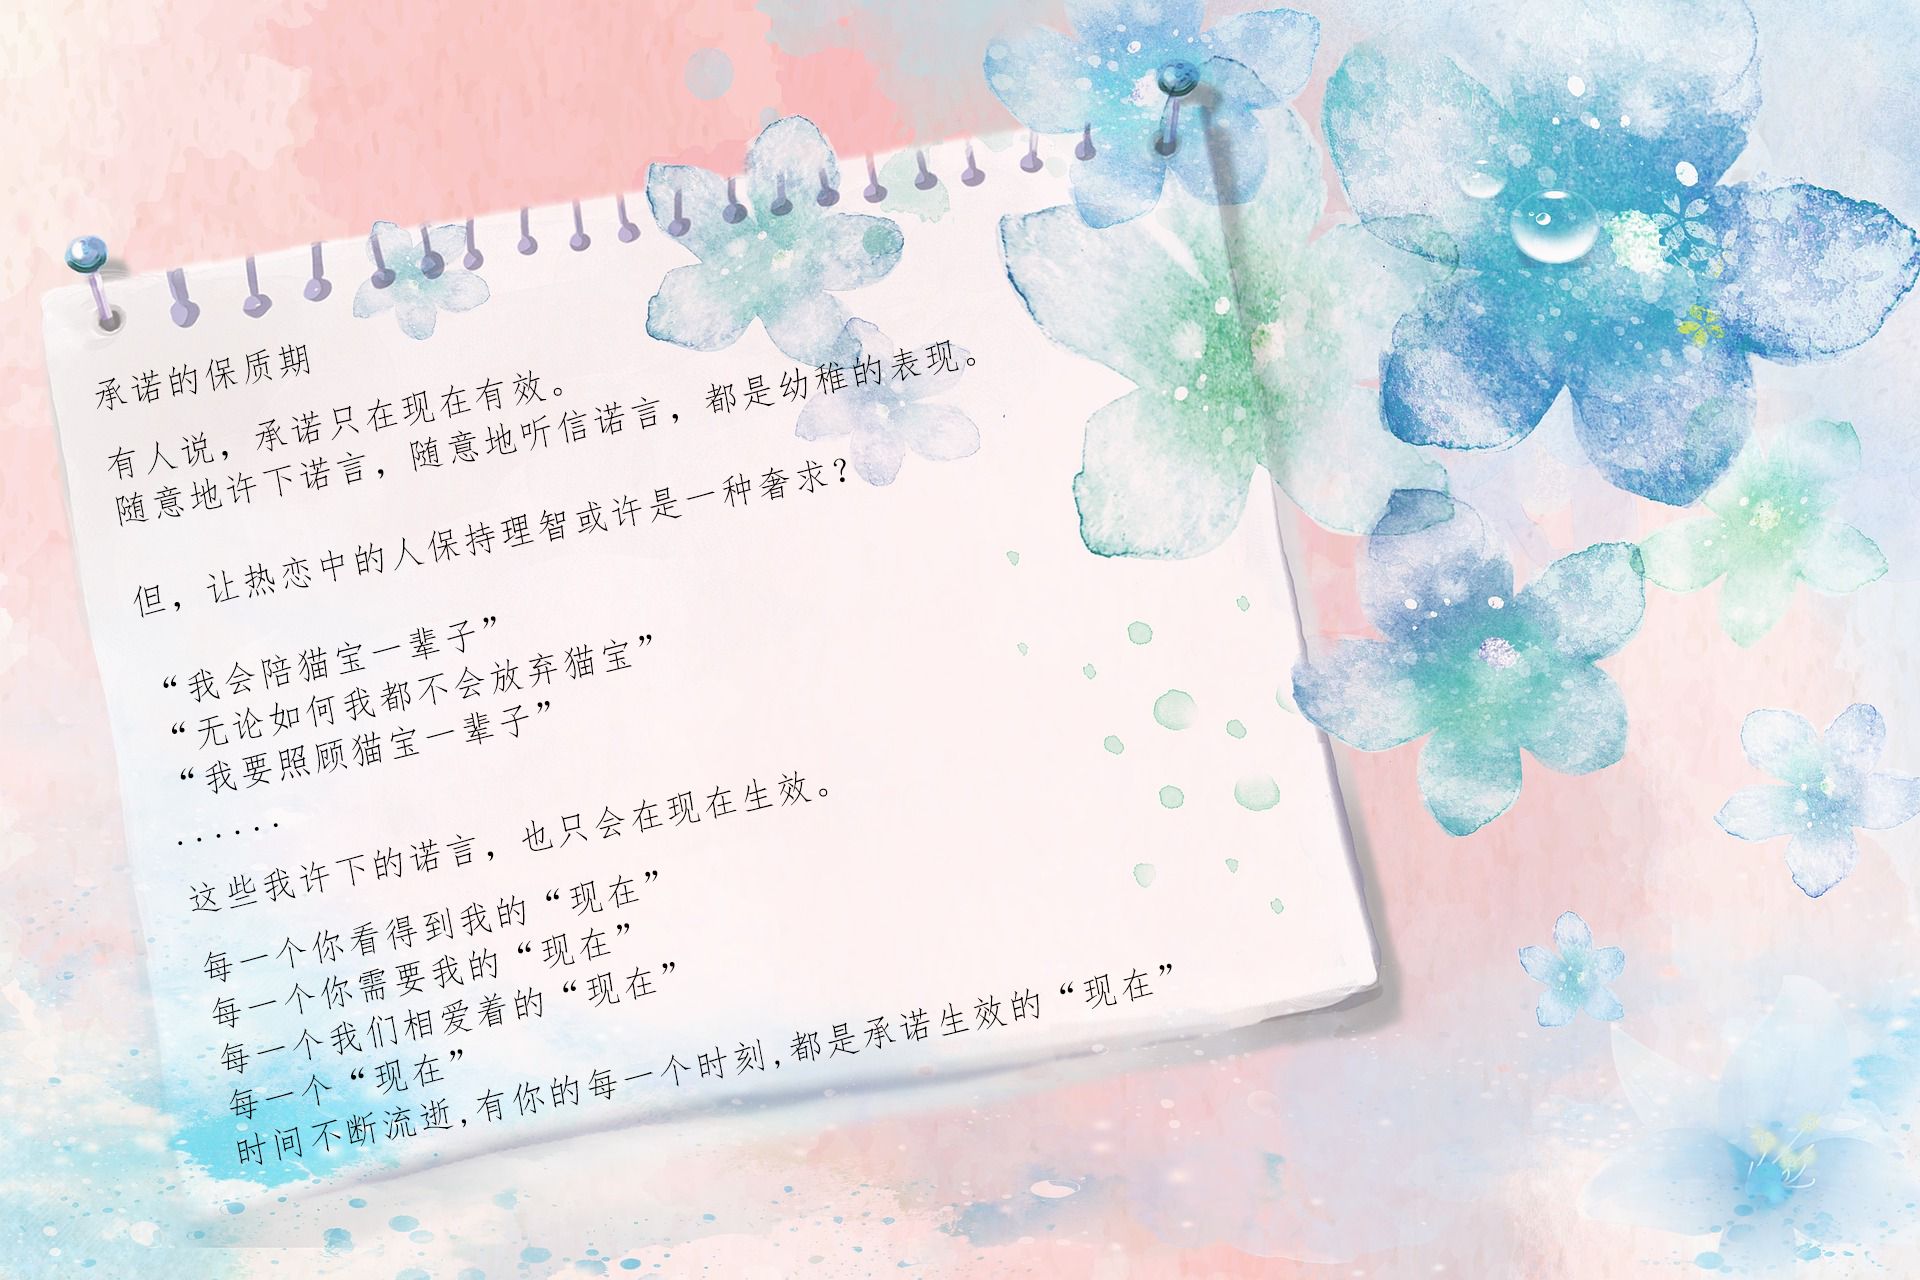 承诺的保质期
有人说，承诺只在现在有效。
随意地许下诺言，随意地听信诺言，都是幼稚的表现。
但，让热恋中的人保持理智或许是一种奢求？
“我会陪猫宝一辈子”
“无论如何我都不会放弃猫宝”
“我要照顾猫宝一辈子”
······
这些我许下的诺言，也只会在现在生效。
每一个你看得到我的“现在”
每一个你需要我的“现在”
每一个我们相爱着的“现在”
每一个“现在”
时间不断流逝,有你的每一个时刻,都是承诺生效的“现在”